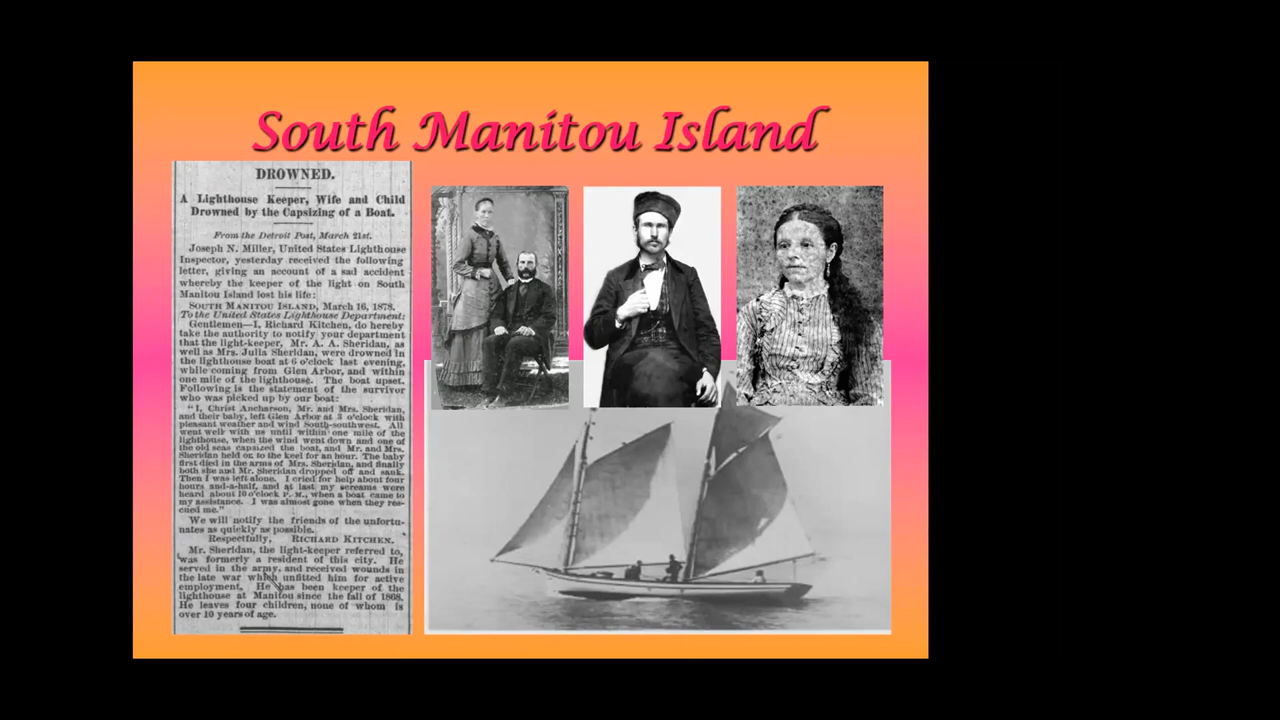 South Manitou Island
DROWNED.
A Lighthouse Keeper, Wife and Child
Drowned by the Capsizing of a Boat.
From the Detroit Post, March 21st.
Joseph N. Miller, United States Lighthouse
Inspector, yesterday received the following
letter, giving an account of a sad accident
whereby the keeper of the light on South
Manitou Island lost his life:
SOUTH MANITOU ISLAND, March 16, 1878.
To the United States Lighthouse Department:
Gentlemen—I, Richard Kitchen, do hereby
take the authority to notify your department
that the light-keeper, Mr. A. A. Sheridan, as
well as Mrs. Julia Sheridan, were drowned in
the lighthouse boat at 6 o'clock last evening,
while coming from Glen Arbor, and within
one mile of the lighthouse. The boat upset.
Following is the statement of the survivor
who was picked up by our boat:
"I, Christ Ancharson, Mr. and Mrs. Sheridan,
and their baby, left Glen Arbor at 3 o'clock with
pleasant weather and wind South-southwest. All
went well with us until within one mile of the
lighthouse, when the wind went down and one of
the old seas capsized the boat, and Mr. and Mrs.
Sheridan held on to the keel for an hour. The baby
first died in the arms of Mrs. Sheridan, and finally
both she and Mr. Sheridan dropped off and sank.
Then I was left alone. I cried for help about four
hours and-a-half, and at last my screams were
heard about 10 o'clock P. M., when a boat came to
my assistance. I was almost gone when they res-
cued me."
We will notify the friends of the unfortu-
nates as quickly as possible.
Respectfully, RICHARD KITCHEN.
Mr. Sheridan, the light-keeper referred to,
was formerly a resident of this city. He
served in the army, and received wounds in
the late war which unfitted him for active
employment. He has been keeper of the
lighthouse at Manitou since the fall of 1868.
He leaves four children, none of whom is
over 10 years of age.